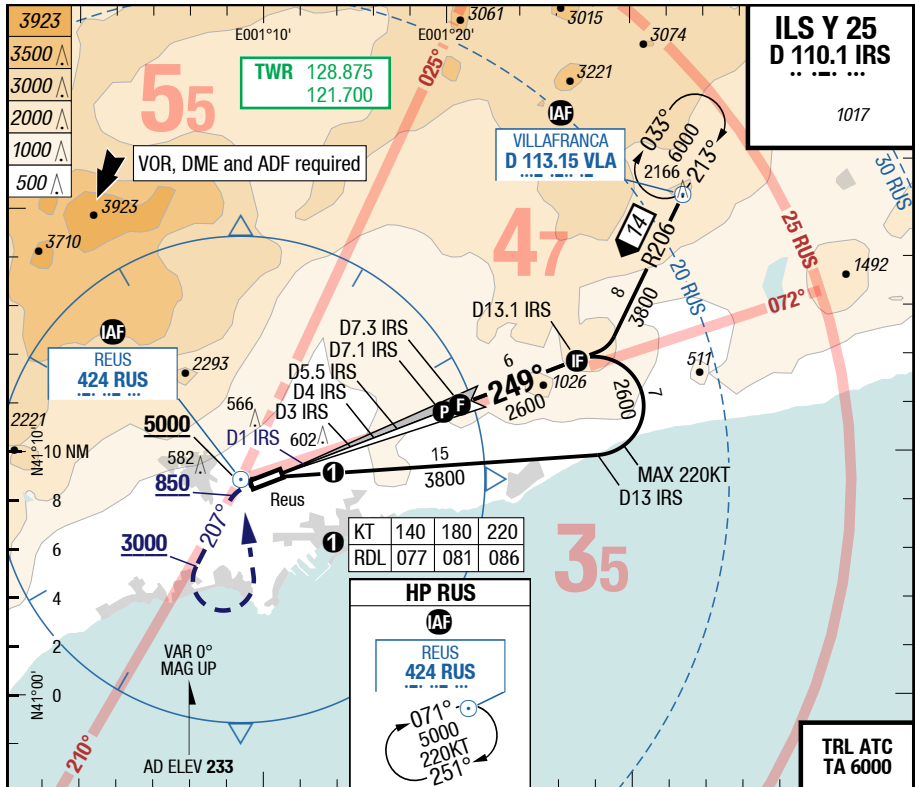 3923
3500
3000
2000
1000
500
E001°10'
E001°20'
3061
3015
3074
3221
ILS Y 25
D 110.1 IRS
1017
TWR 128.875
121.700
55
025°
IAF
VILLAFRANCA
D 113.15 VLA
033°
6000
2166
213°
30 RUS
VOR, DME and ADF required
3923
3710
47
14
R206
25 RUS
20 RUS
1492
072°
8
3800
D13.1 IRS
IAF
REUS
424 RUS
2293
D7.3 IRS
D7.1 IRS
D5.5 IRS
D4 IRS
D3 IRS
D1 IRS
IF
6
249°
2600
1026
511
P
F
7
2600
2221
5000
566
602
582
N41°10'
10 NM
850
15
3800
1
MAX 220KT
D13 IRS
Reus
8
207°
3000
6
4
2
0
N41°00'
1
KT 140 180 220
RDL 077 081 086
35
HP RUS
IAF
REUS
424 RUS
071°
5000
220KT
251°
VAR 0°
MAG UP
210°
AD ELEV 233
TRL ATC
TA 6000